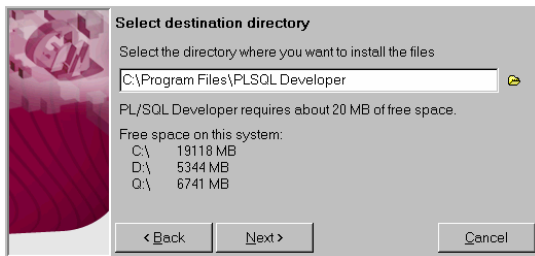 Select destination directory
Select the directory where you want to install the files
C:\Program Files\PLSQL Developer
PL/SQL Developer requires about 20 MB of free space.
Free space on this system:
C:\ 19118 MB
D:\ 5344 MB
Q:\ 6741 MB
< Back Next > Cancel